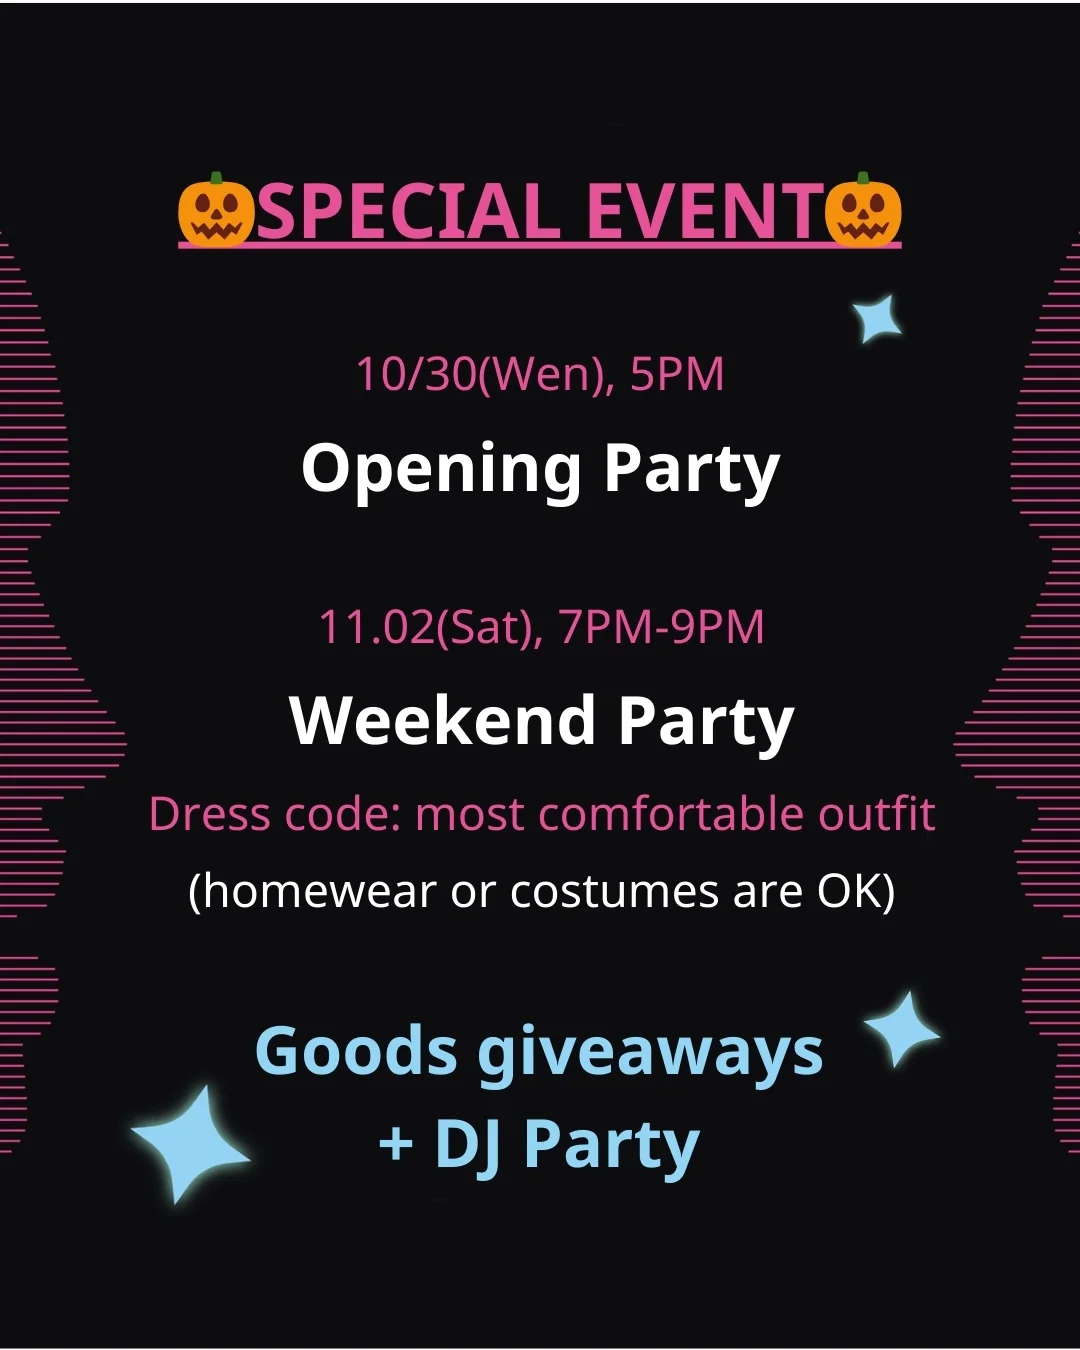 🎃SPECIAL EVENT🎃
10/30(Wen), 5PM
Opening Party
11.02(Sat), 7PM-9PM
Weekend Party
Dress code: most comfortable outfit
(homewear or costumes are OK)
Goods giveaways
+ DJ Party